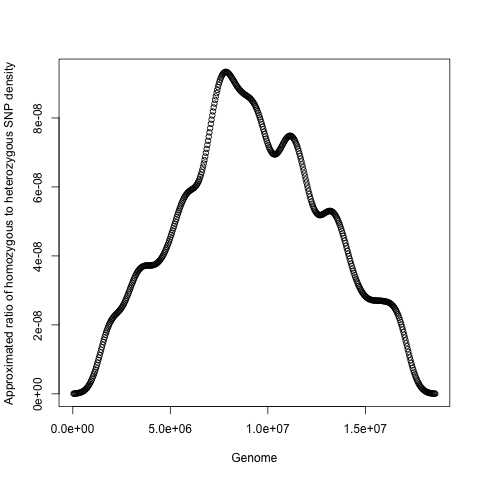 Approximated ratio of homozygous to heterozygous SNP density
8e-08
6e-08
4e-08
2e-08
0e+00
0.0e+00 5.0e+06 1.0e+07 1.5e+07
Genome